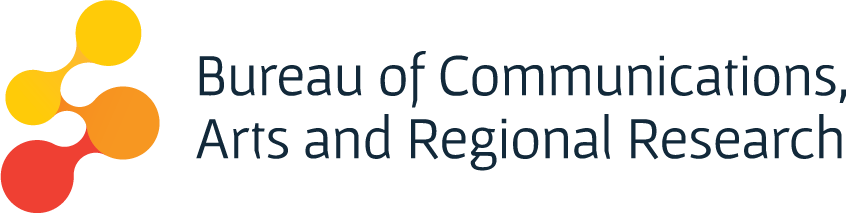 Bureau of Communications,
Arts and Regional Research